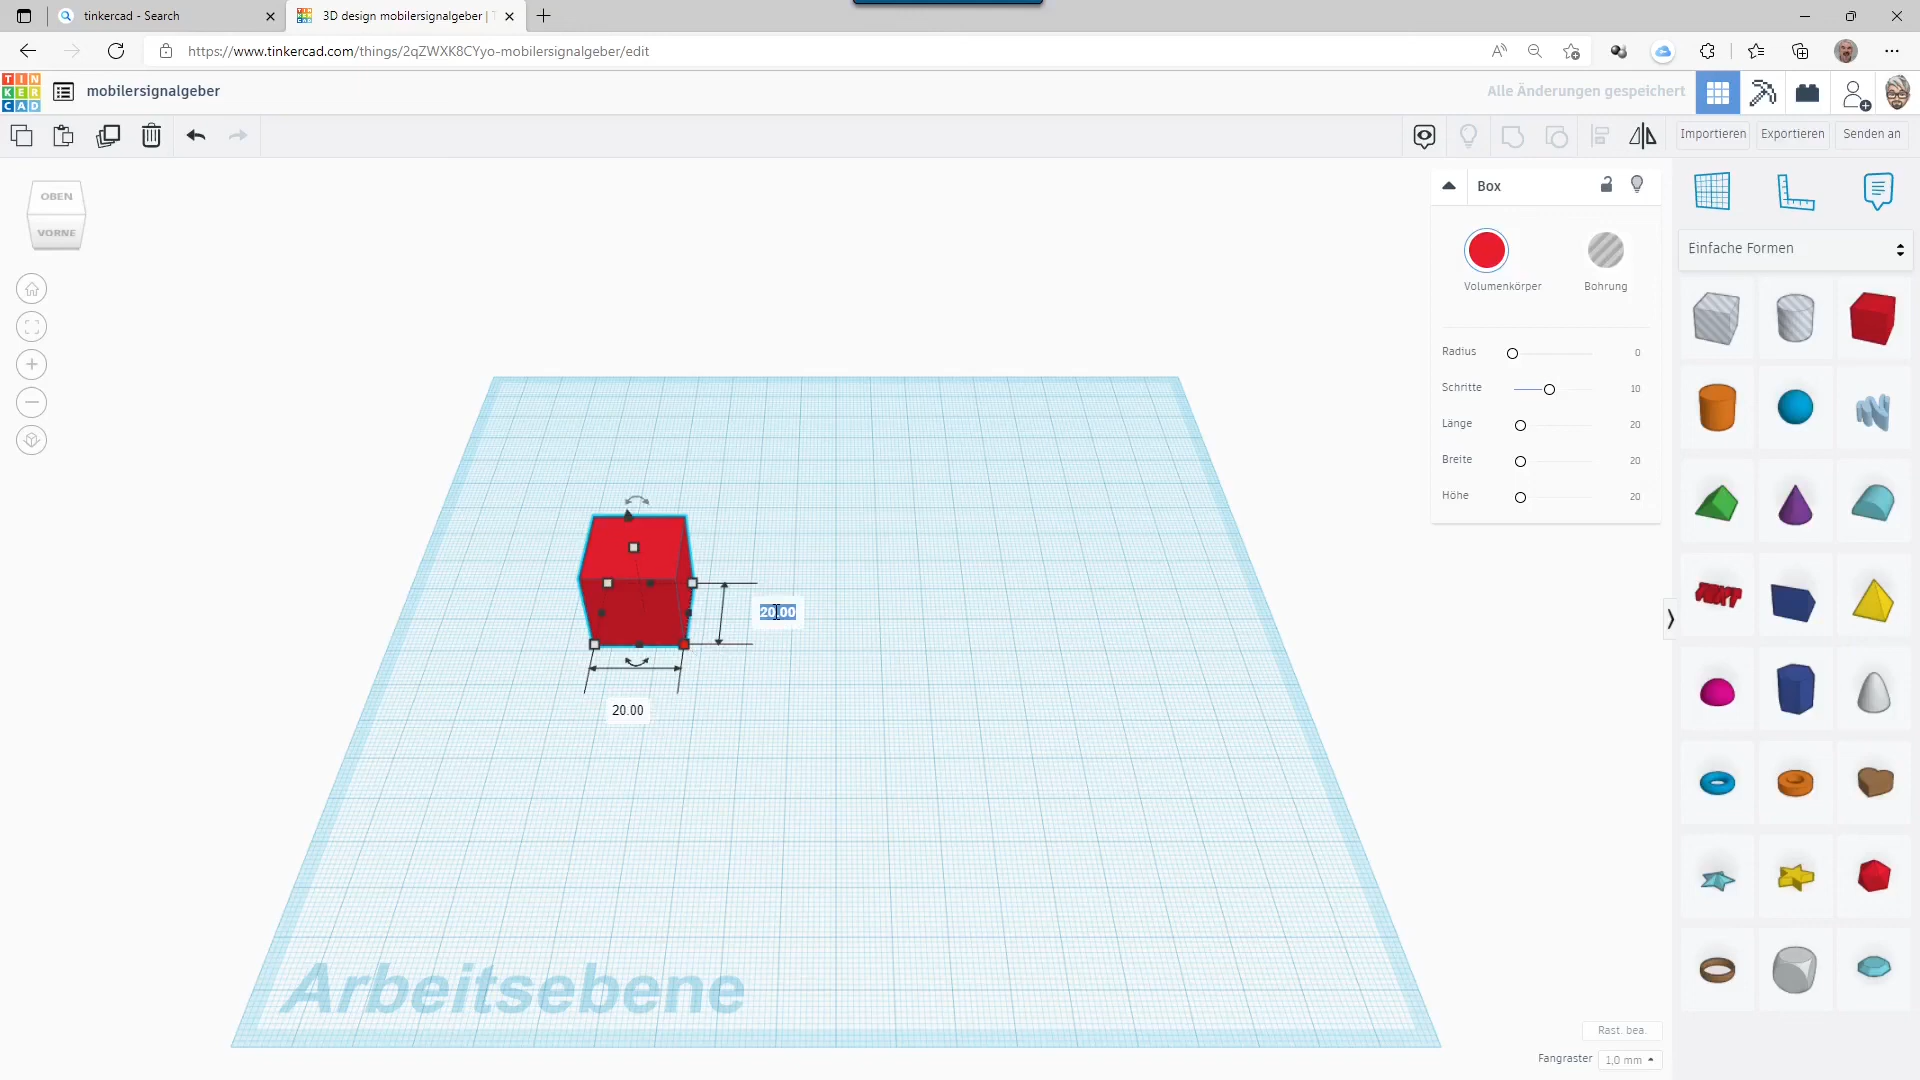 tinkercad - Search
3D design mobilersignalgeber |
https://www.tinkercad.com/things/2qZWXK8CYyo-mobilersignalgeber/edit
TIN
KER
CAD
mobilersignalgeber
Alle Änderungen gespeichert
Importieren
Exportieren
Senden an
OBEN
VORNE
Box
Volumenkörper
Bohrung
Radius
0
Schritte
10
Länge
20
Breite
20
Höhe
20
Einfache Formen
20.00
20.00
Arbeitsebene
Rast. bea.
Fangraster
1,0 mm